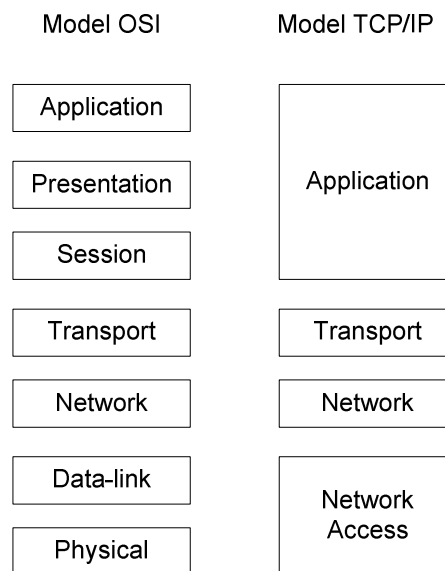 Model OSI
Application
Presentation
Session
Transport
Network
Data-link
Physical
Model TCP/IP
Application
Transport
Network
Network
Access